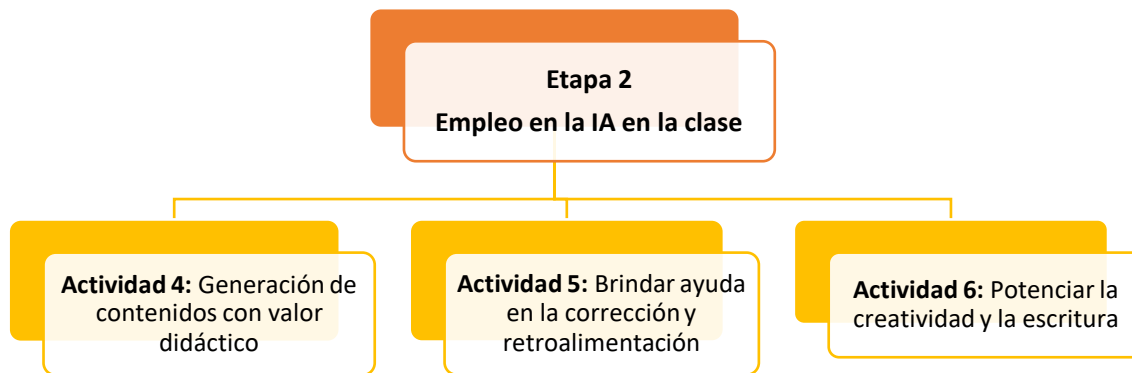 Etapa 2
Empleo en la IA en la clase
Actividad 4: Generación de
contenidos con valor
didáctico
Actividad 5: Brindar ayuda
en la corrección y
retroalimentación
Actividad 6: Potenciar la
creatividad y la escritura